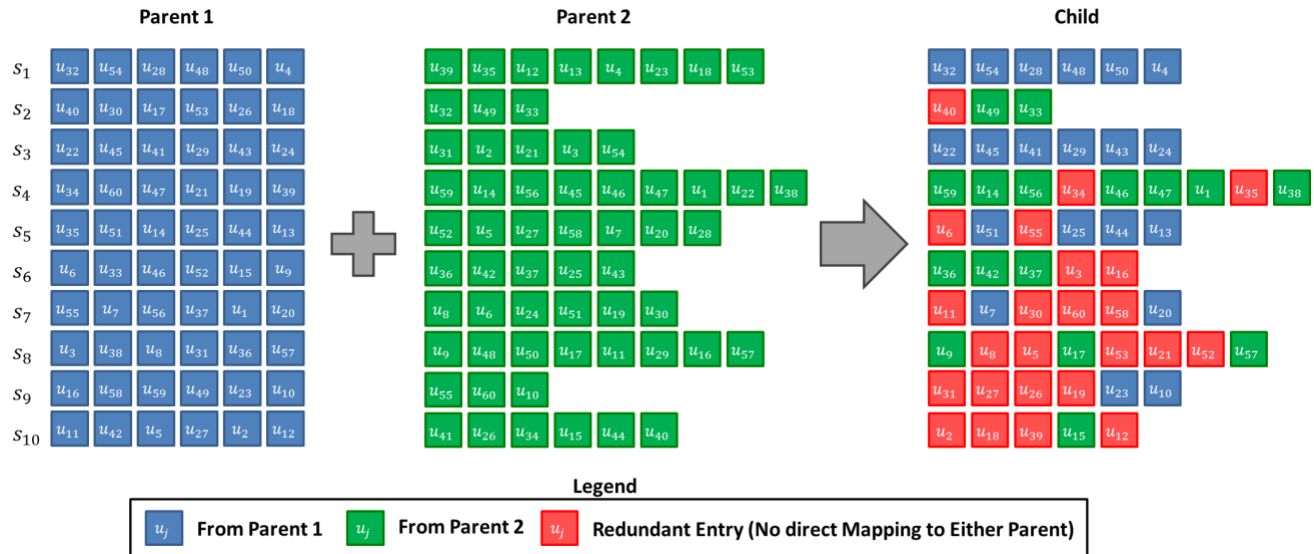 Parent 1 Parent 2 Child
s1 u32 u54 u28 u48 u50 u4 u39 u35 u12 u13 u4 u23 u18 u53 u32 u54 u28 u48 u50 u4
s2 u40 u30 u17 u53 u26 u18 u32 u49 u33 u40 u49 u33
s3 u22 u45 u41 u29 u43 u24 u31 u2 u21 u3 u54 u22 u45 u41 u29 u43 u24
s4 u34 u60 u47 u21 u19 u39 u59 u14 u56 u45 u46 u47 u1 u22 u38 u59 u14 u56 u34 u46 u47 u1 u35 u38
s5 u35 u51 u14 u25 u44 u13 u52 u5 u27 u58 u7 u20 u28 u6 u51 u55 u25 u44 u13
s6 u6 u33 u46 u52 u15 u9 u36 u42 u37 u25 u43 u36 u42 u37 u3 u16
s7 u55 u7 u56 u37 u1 u20 u8 u6 u24 u51 u19 u30 u11 u7 u30 u60 u58 u20
s8 u3 u38 u8 u31 u36 u57 u9 u48 u50 u17 u11 u29 u16 u57 u9 u8 u5 u17 u53 u21 u52 u57
s9 u16 u58 u59 u49 u23 u10 u55 u60 u10 u31 u27 u26 u19 u23 u10
s10 u11 u42 u5 u27 u2 u12 u41 u26 u34 u15 u44 u40 u2 u18 u39 u15 u12
Legend
uj From Parent 1 uj From Parent 2 uj Redundant Entry (No direct Mapping to Either Parent)